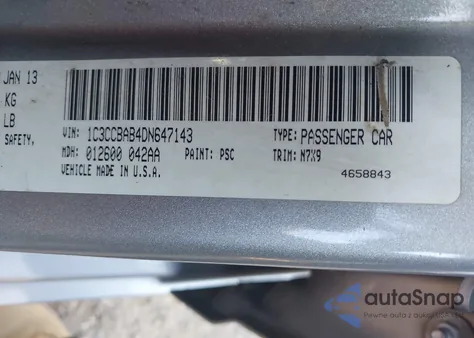 JAN 13
KG
LB
SAFETY,
VIN: 1C3CCBAB4DN647143
TYPE: PASSENGER CAR
MDH: 012600 042AA
PAINT: PSC
TRIM: N7X9
VEHICLE MADE IN U.S.A.
4658843
autoSnap